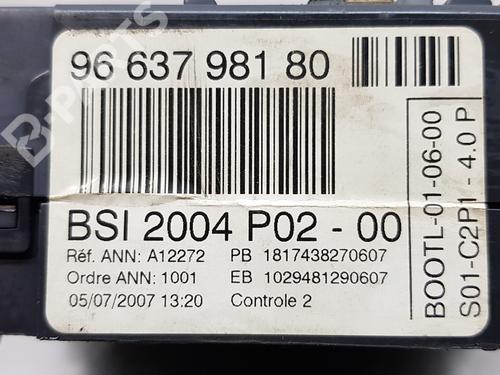 96 637 981 80
BSI 2004 P02 - 00
Réf. ANN: A12272 PB 1817438270607
Ordre ANN: 1001 EB 1029481290607
05/07/2007 13:20 Controle 2
BOOTL-01-06-00
S01-C2P1 - 4.0 P
B-PARTS